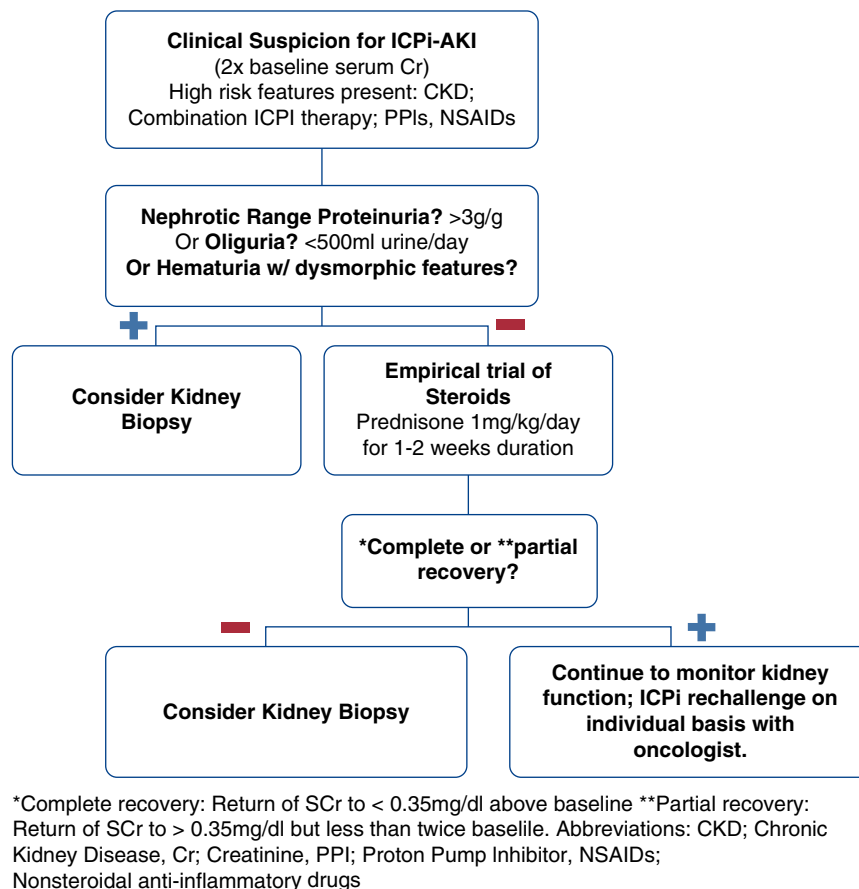 Clinical Suspicion for ICPi-AKI
(2x baseline serum Cr)
High risk features present: CKD;
Combination ICPI therapy; PPIs, NSAIDs
Nephrotic Range Proteinuria? >3g/g
Or Oliguria? <500ml urine/day
Or Hematuria w/ dysmorphic features?
Consider Kidney
Biopsy
Empirical trial of
Steroids
Prednisone 1mg/kg/day
for 1-2 weeks duration
*Complete or **partial
recovery?
Consider Kidney Biopsy
Continue to monitor kidney
function; ICPi rechallenge on
individual basis with
oncologist.
*Complete recovery: Return of SCr to < 0.35mg/dl above baseline **Partial recovery:
Return of SCr to > 0.35mg/dl but less than twice baselile. Abbreviations: CKD; Chronic
Kidney Disease, Cr; Creatinine, PPI; Proton Pump Inhibitor, NSAIDs;
Nonsteroidal anti-inflammatory drugs